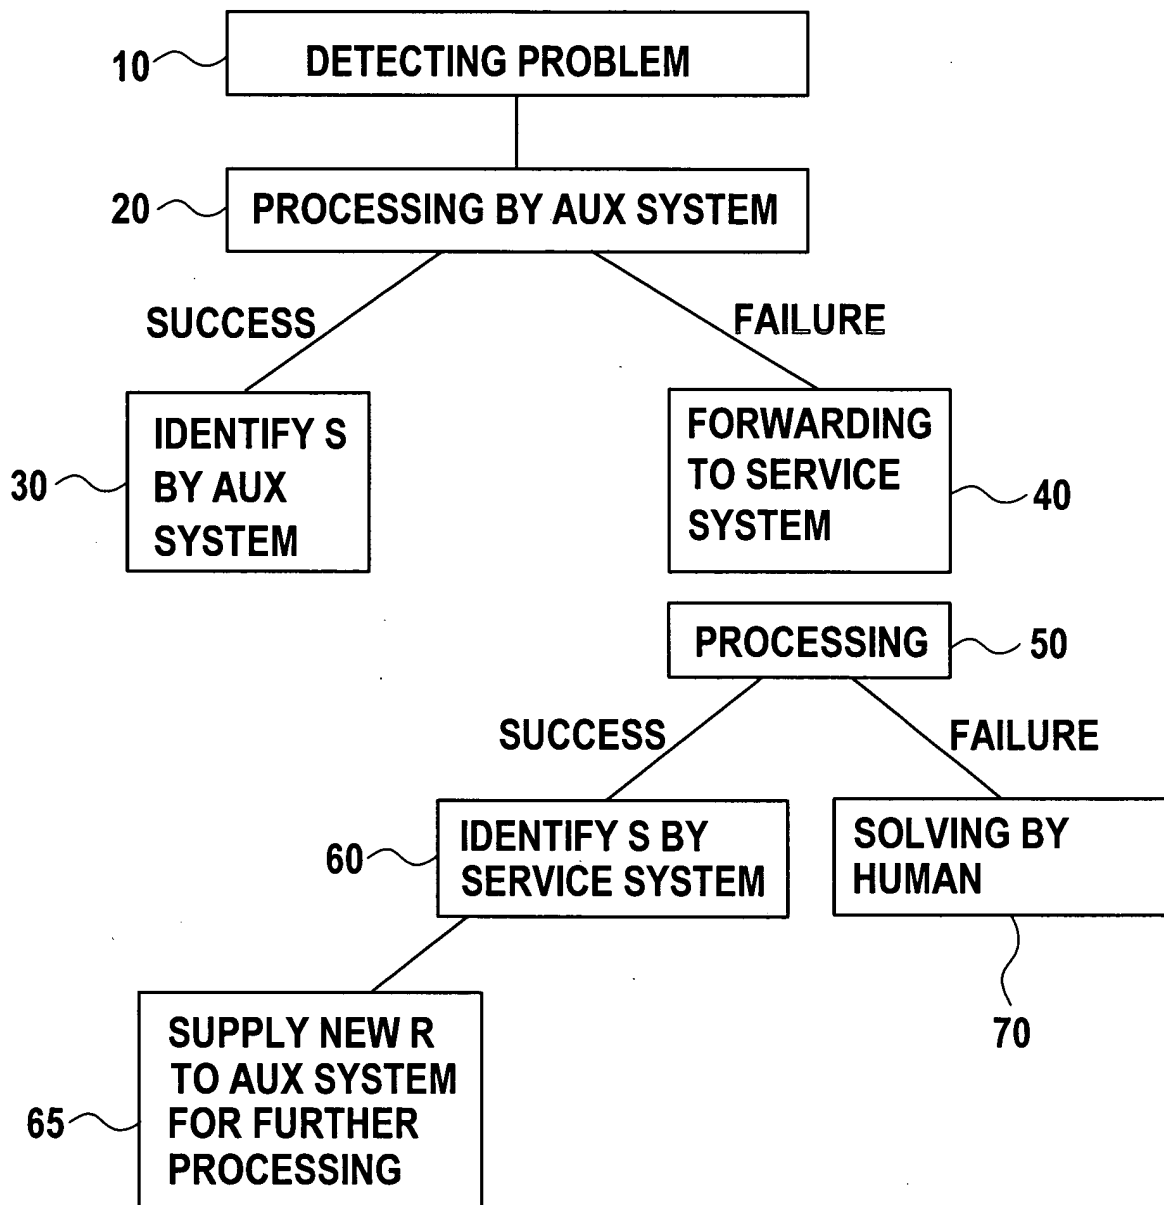 10
DETECTING PROBLEM
20
PROCESSING BY AUX SYSTEM
SUCCESS
FAILURE
30
IDENTIFY S
BY AUX
SYSTEM
FORWARDING
TO SERVICE
SYSTEM
40
PROCESSING
50
SUCCESS
FAILURE
60
IDENTIFY S BY
SERVICE SYSTEM
SOLVING BY
HUMAN
70
65
SUPPLY NEW R
TO AUX SYSTEM
FOR FURTHER
PROCESSING